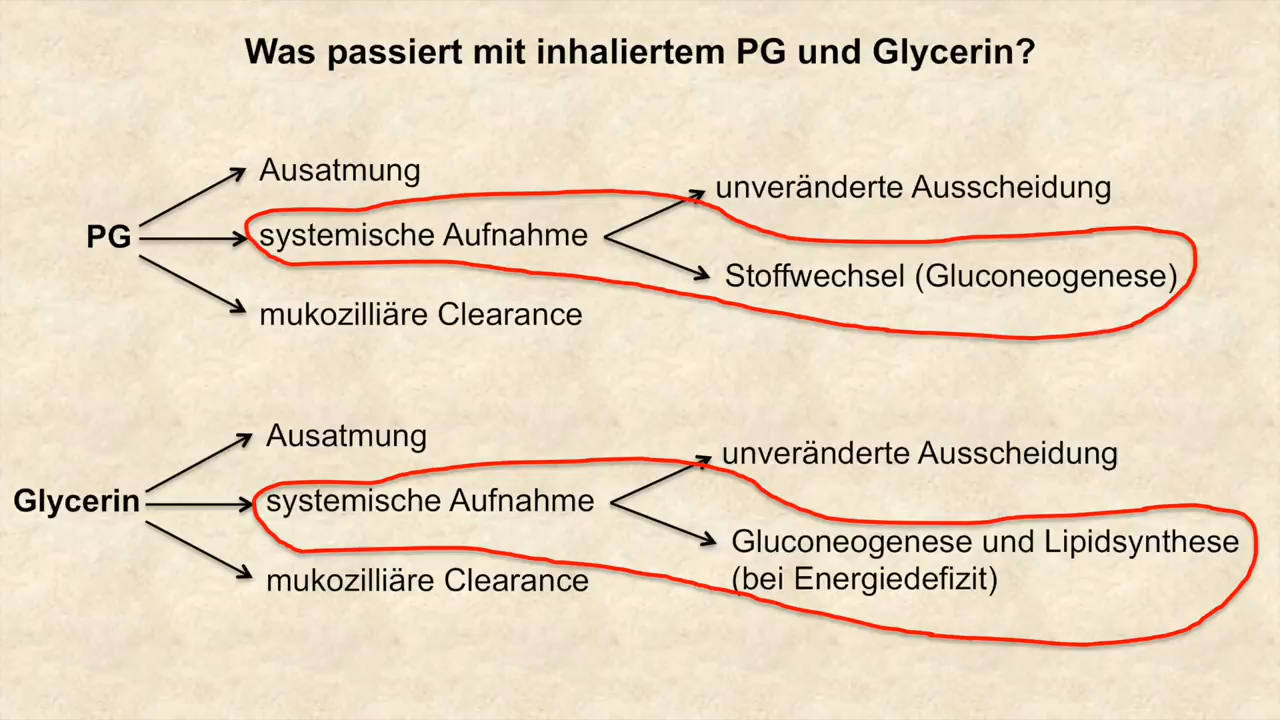 Was passiert mit inhaliertem PG und Glycerin?
Ausatmung
unveränderte Ausscheidung
PG
systemische Aufnahme
Stoffwechsel (Gluconeogenese)
mukozilliäre Clearance
Ausatmung
unveränderte Ausscheidung
Glycerin
systemische Aufnahme
Gluconeogenese und Lipidsynthese
(bei Energiedefizit)
mukozilliäre Clearance